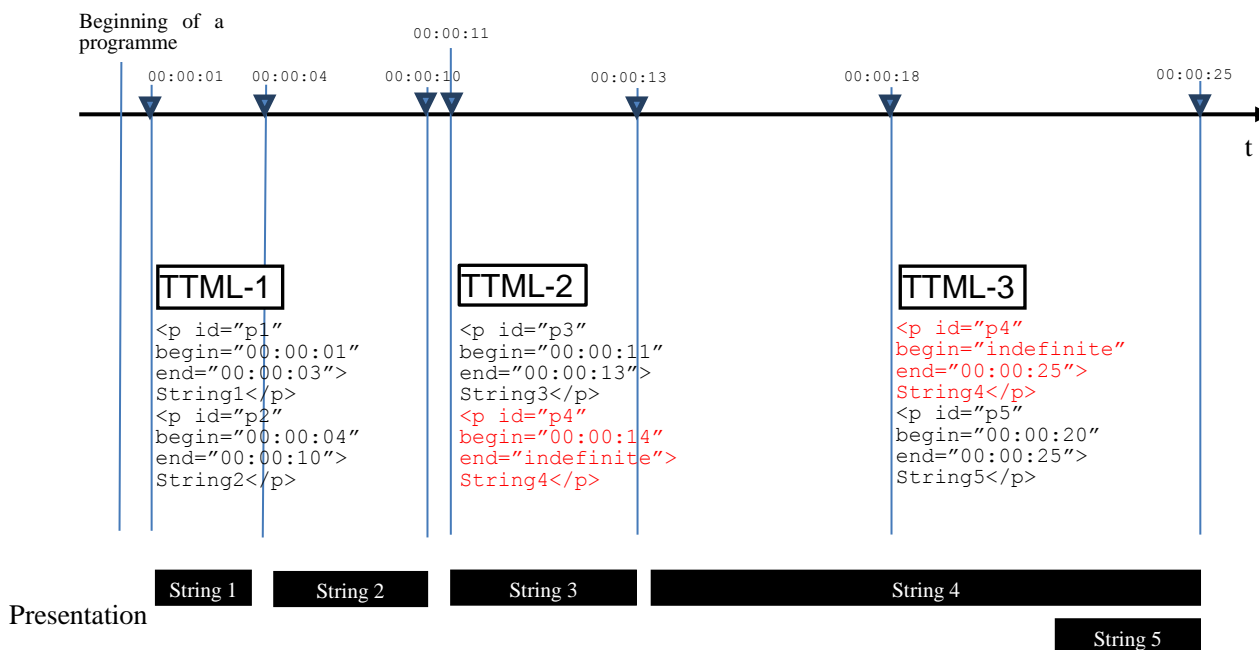 Beginning of a
programme
00:00:11
00:00:01
00:00:04
00:00:10
00:00:13
00:00:18
00:00:25
t
TTML-1
<p id=”p1”
begin=”00:00:01”
end=”00:00:03”>
String1</p>
<p id=”p2”
begin=”00:00:04”
end=”00:00:10”>
String2</p>
TTML-2
<p id=”p3”
begin=”00:00:11”
end=”00:00:13”>
String3</p>
<p id=”p4”
begin=”00:00:14”
end=”indefinite”>
String4</p>
TTML-3
<p id=”p4”
begin=”indefinite”
end=”00:00:25”>
String4</p>
<p id=”p5”
begin=”00:00:20”
end=”00:00:25”>
String5</p>
Presentation
String 1
String 2
String 3
String 4
String 5